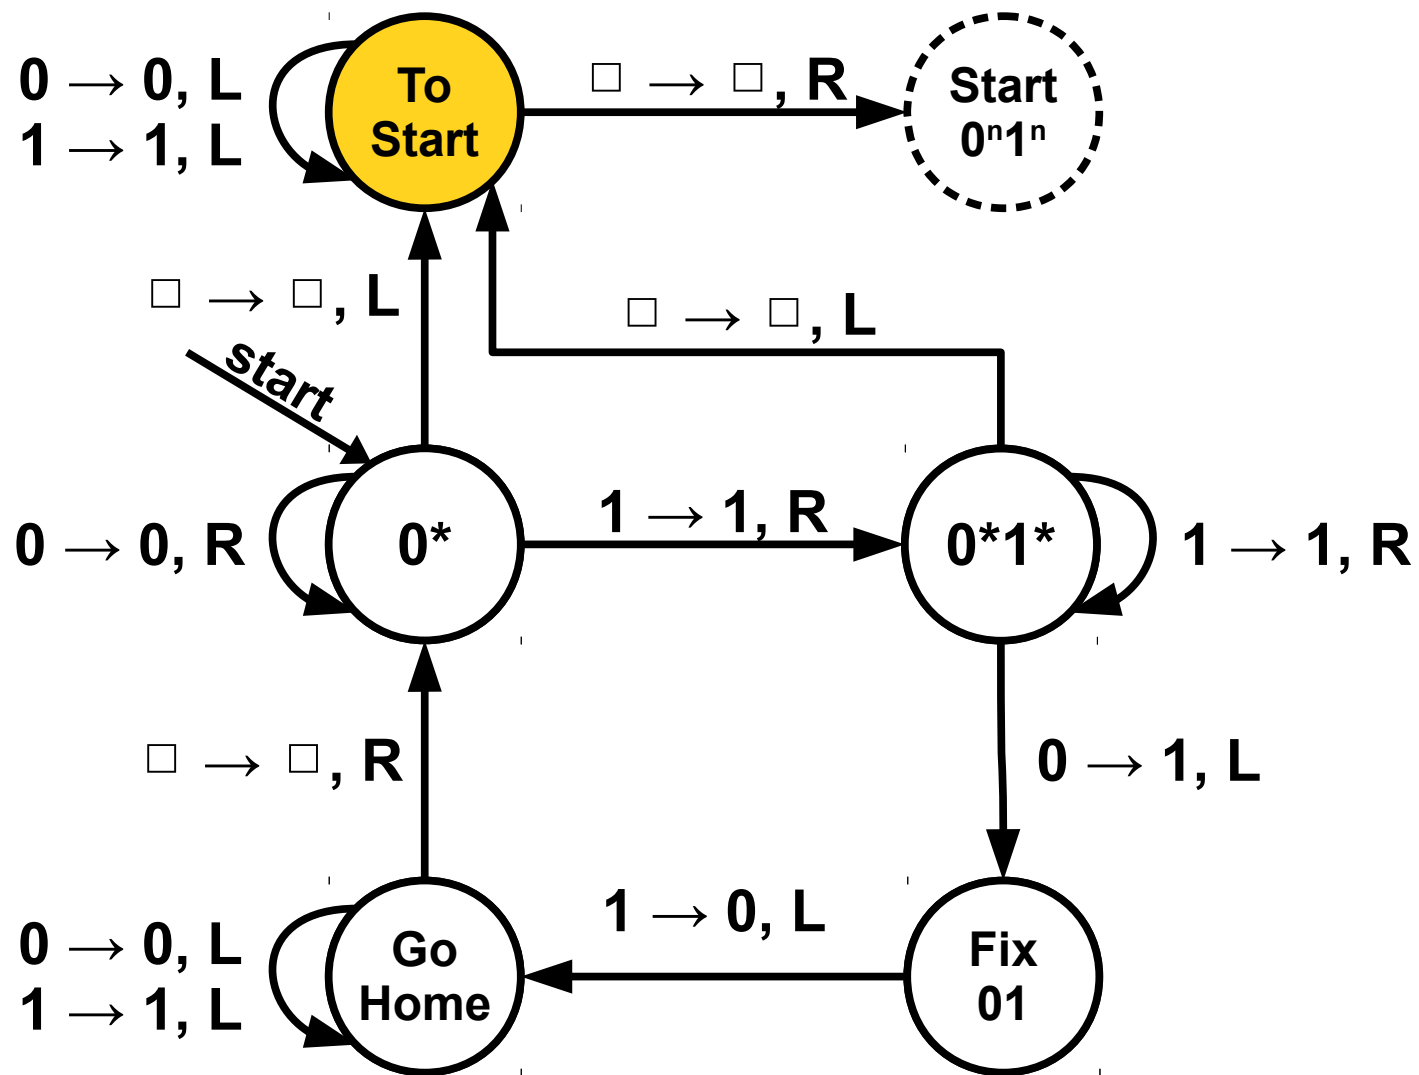 0 → 0, L
1 → 1, L
To
Start
□ → □, R
Start
0ⁿ1ⁿ
□ → □, L
□ → □, L
start
0 → 0, R
0*
1 → 1, R
0*1*
1 → 1, R
□ → □, R
0 → 1, L
0 → 0, L
1 → 1, L
Go
Home
1 → 0, L
Fix
01